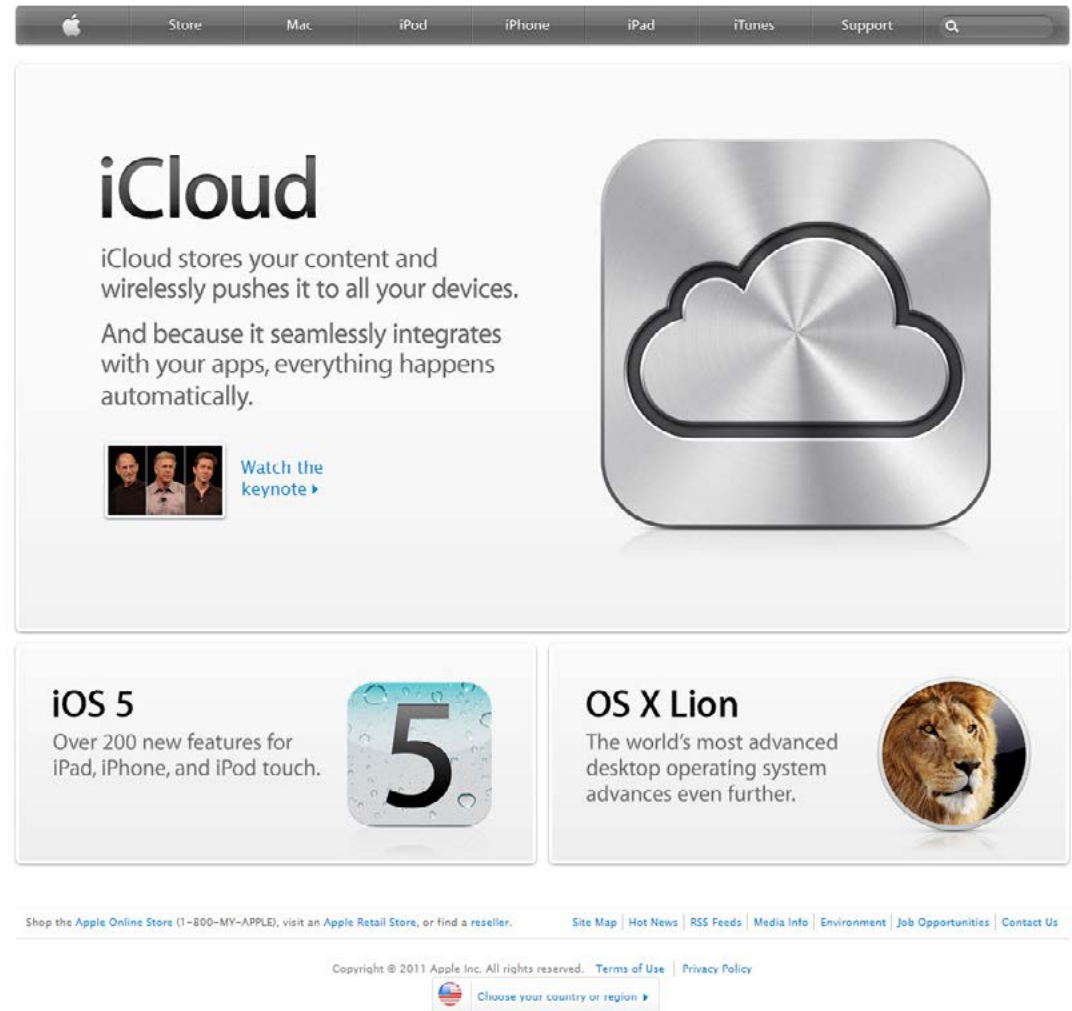 Store Mac iPod iPhone iPad iTunes Support
iCloud
iCloud stores your content and
wirelessly pushes it to all your devices.
And because it seamlessly integrates
with your apps, everything happens
automatically.
Watch the
keynote
iOS 5
Over 200 new features for
iPad, iPhone, and iPod touch.
5
OS X Lion
The world's most advanced
desktop operating system
advances even further.
Shop the Apple Online Store (1-800-MY-APPLE), visit an Apple Retail Store, or find a reseller.
Site Map | Hot News | RSS Feeds | Media Info | Environment | Job Opportunities | Contact Us
Copyright © 2011 Apple Inc. All rights reserved. Terms of Use | Privacy Policy
Choose your country or region